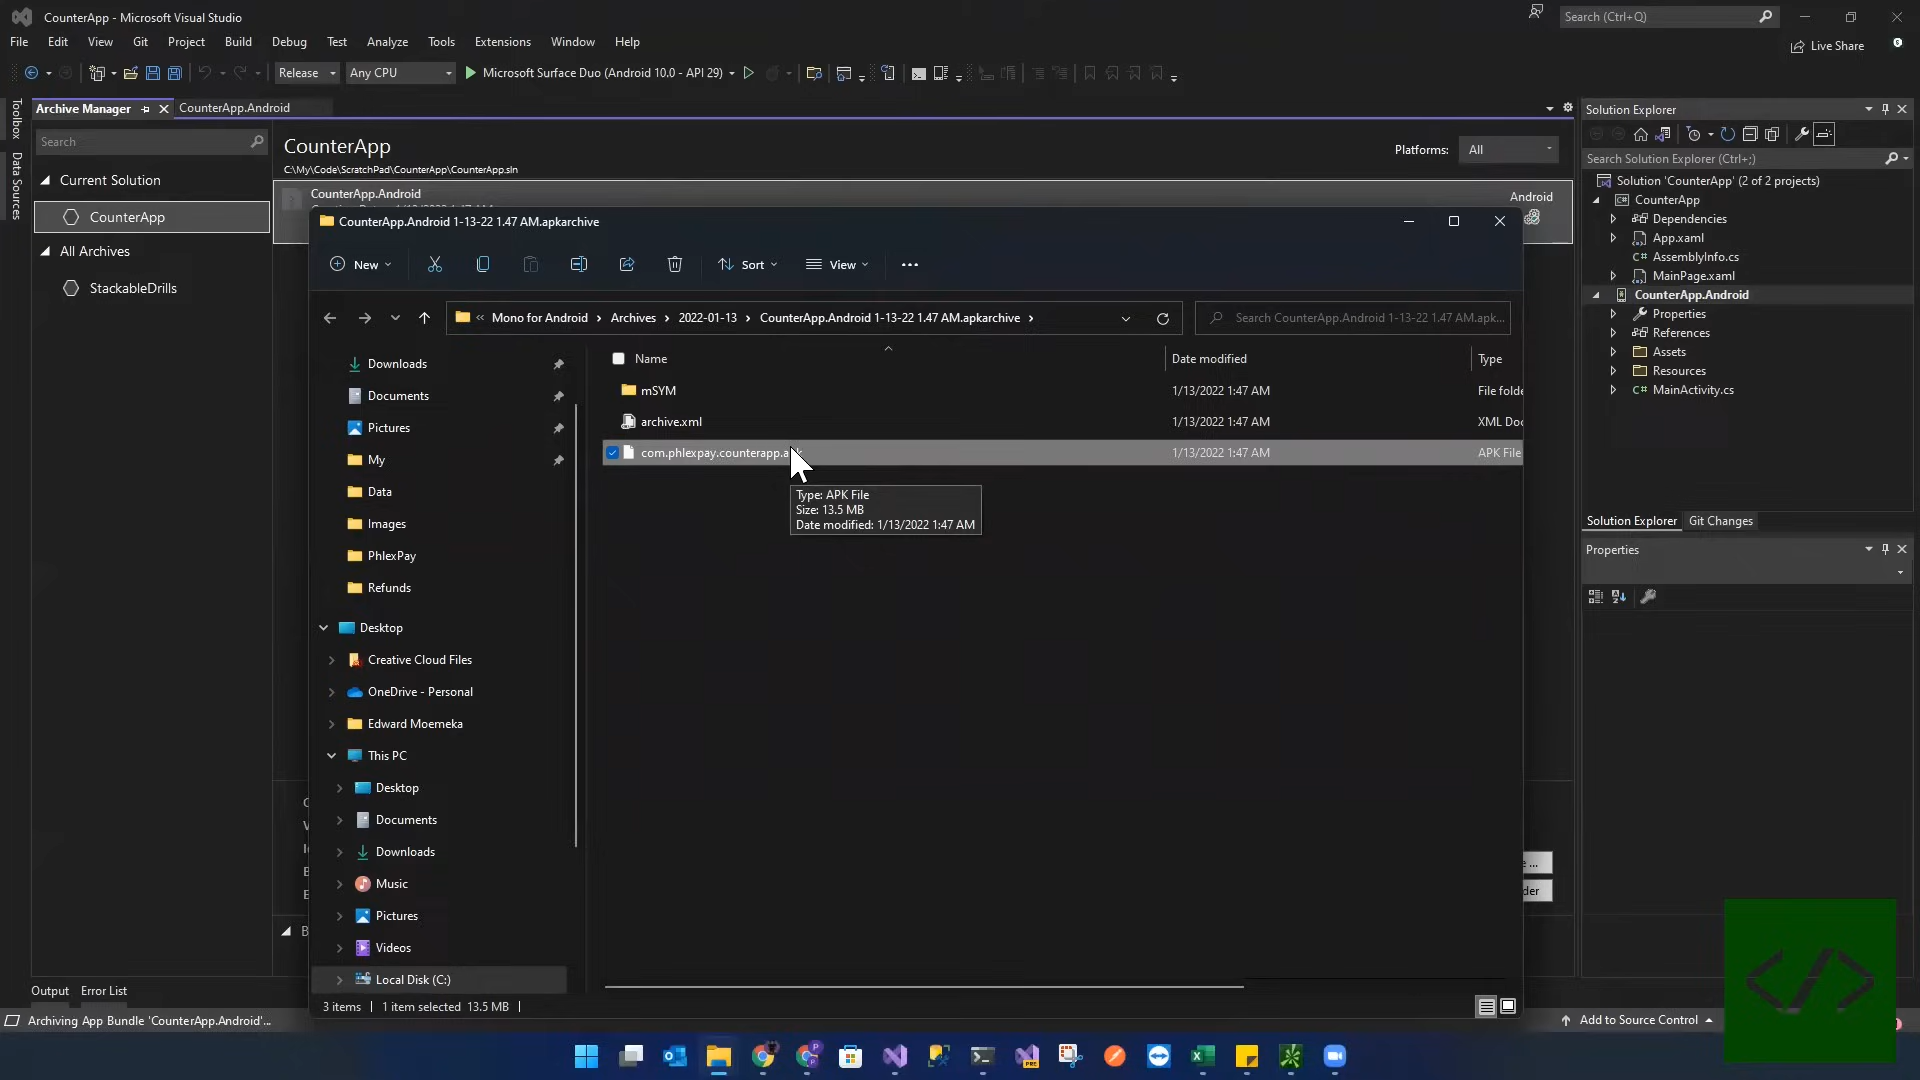 CounterApp - Microsoft Visual Studio
Search (Ctrl+Q)
File Edit View Git Project Build Debug Test Analyze Tools Extensions Window Help
Live Share
Release Any CPU Microsoft Surface Duo (Android 10.0 - API 29)
Toolbox
Data Sources
Archive Manager CounterApp.Android
Search
Current Solution
CounterApp
All Archives
StackableDrills
CounterApp
C:\My\Code\ScratchPad\CounterApp\CounterApp.sln
Platforms: All
CounterApp.Android
Android
CounterApp.Android 1-13-22 1.47 AM.apkarchive
New Sort View
Mono for Android Archives 2022-01-13 CounterApp.Android 1-13-22 1.47 AM.apkarchive
Search CounterApp.Android 1-13-22 1.47 AM.apk...
Downloads
Documents
Pictures
My
Data
Images
PhlexPay
Refunds
Desktop
Creative Cloud Files
OneDrive - Personal
Edward Moemeka
This PC
Desktop
Documents
Downloads
Music
Pictures
Videos
Local Disk (C:)
Name Date modified Type
mSYM 1/13/2022 1:47 AM File folde
archive.xml 1/13/2022 1:47 AM XML Doc
com.phlexpay.counterapp.a 1/13/2022 1:47 AM APK File
Type: APK File
Size: 13.5 MB
Date modified: 1/13/2022 1:47 AM
3 items 1 item selected 13.5 MB
Solution Explorer
Search Solution Explorer (Ctrl+;)
Solution 'CounterApp' (2 of 2 projects)
CounterApp
Dependencies
App.xaml
AssemblyInfo.cs
MainPage.xaml
CounterApp.Android
Properties
References
Assets
Resources
MainActivity.cs
Solution Explorer Git Changes
Properties
Output Error List
Archiving App Bundle 'CounterApp.Android'...
Add to Source Control